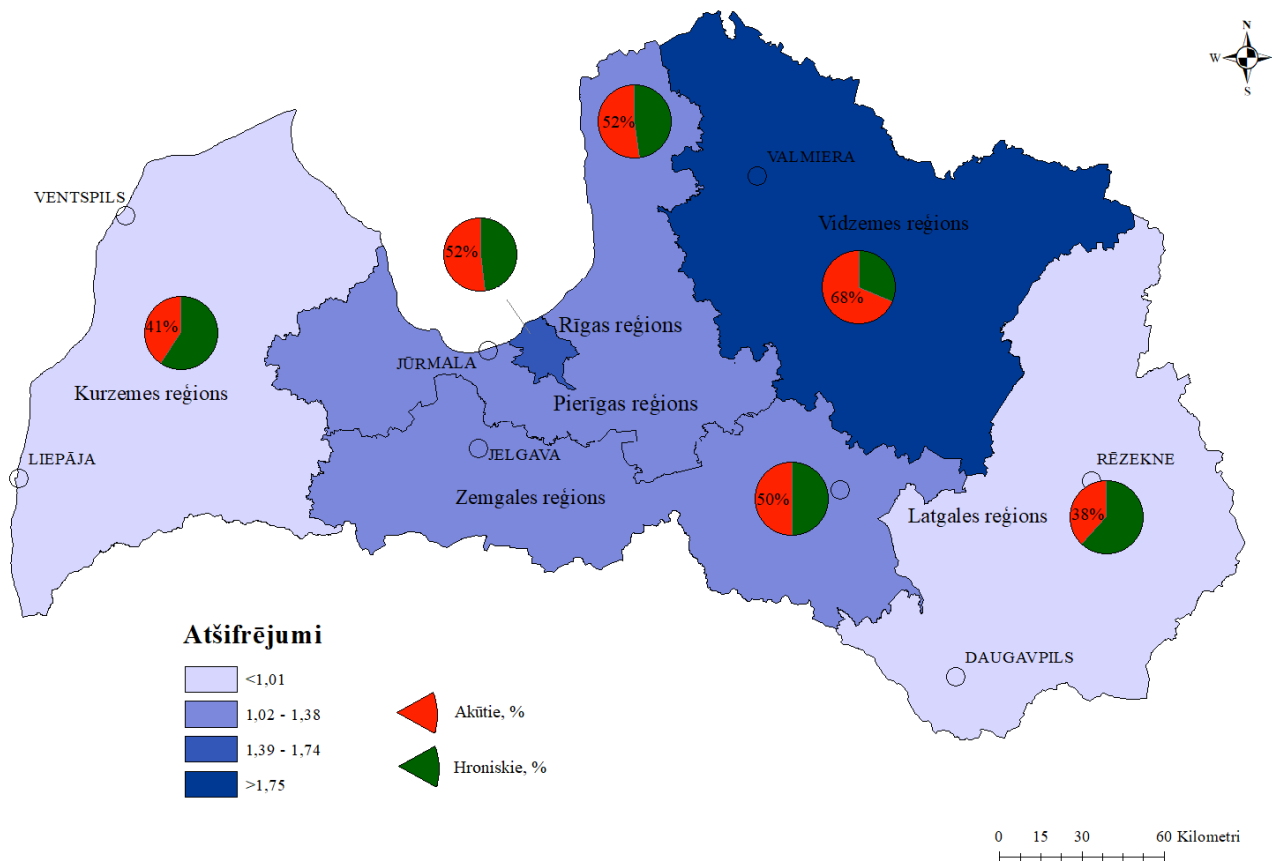 N
W
S
52%
VALMIERA
VENTSPILS
Vidzemes reģions
52%
68%
41%
Rīgas reģions
JŪRMALA
Kurzemes reģions
Pierīgas reģions
LIEPĀJA
JELGAVA
RĒZEKNE
Zemgales reģions
50%
Latgales reģions
38%
DAUGAVPILS
Atšifrējumi
<1,01
1,02 - 1,38
1,39 - 1,74
>1,75
Akūtie, %
Hroniskie, %
0 15 30 60 Kilometri